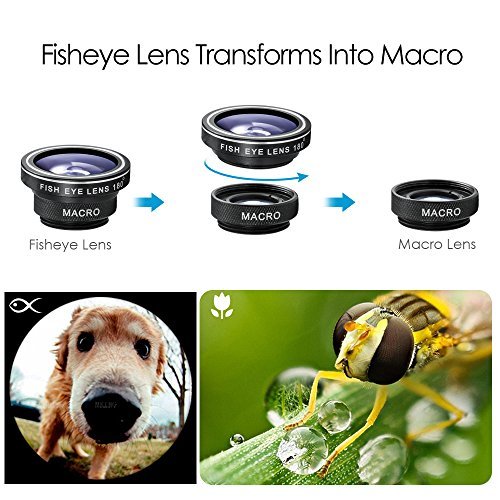 Fisheye Lens Transforms Into Macro
FISH EYE LENS 180°
MACRO
Fisheye Lens
FISH EYE LENS 180°
MACRO
MACRO
Macro Lens